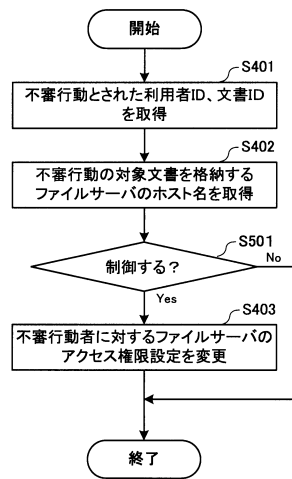 開始
S401
不審行動とされた利用者ID、文書ID
を取得
S402
不審行動の対象文書を格納する
ファイルサーバのホスト名を取得
S501
制御する?
No
Yes
S403
不審行動者に対するファイルサーバの
アクセス権限設定を変更
終了